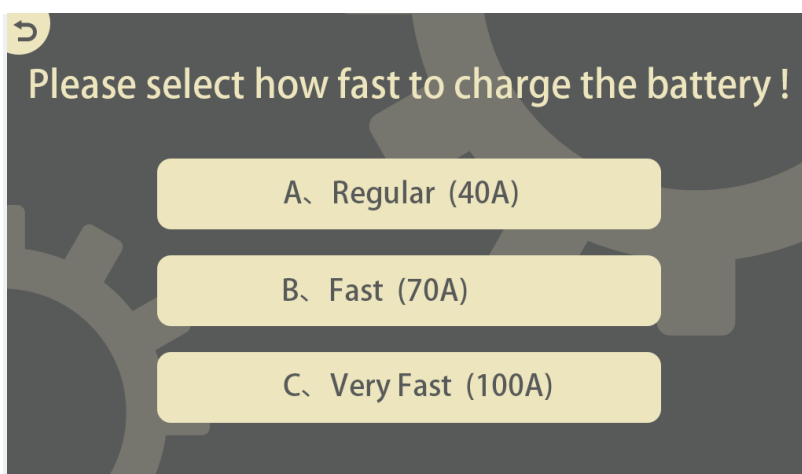 Please select how fast to charge the battery !
A、Regular (40A)
B、Fast (70A)
C、Very Fast (100A)